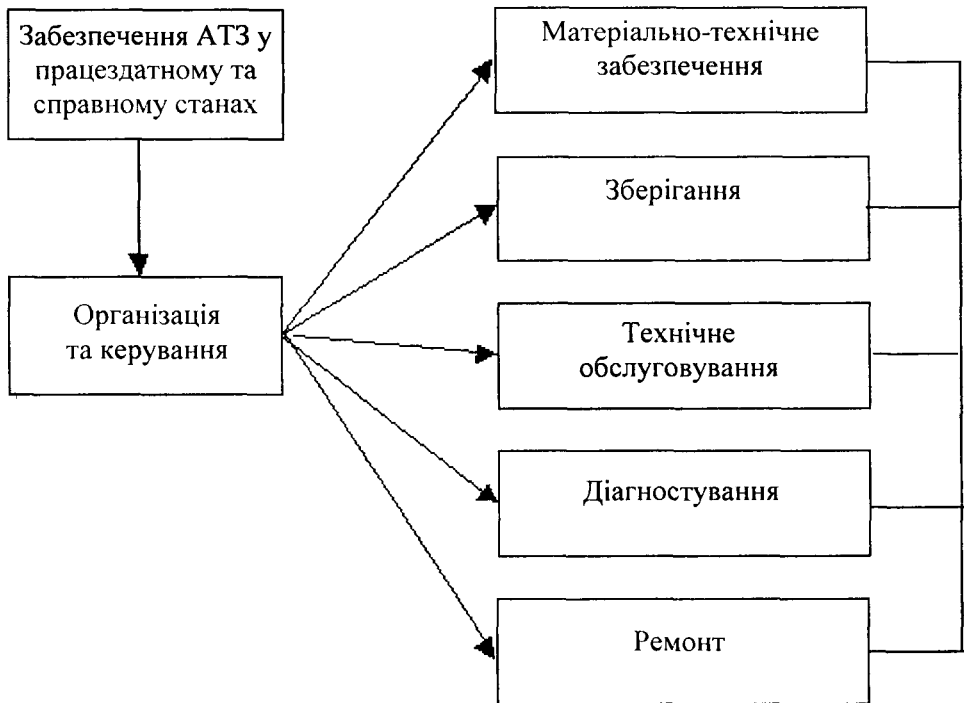 Забезпечення АТЗ у
працездатному та
справному станах
Організація
та керування
Матеріально-технічне
забезпечення
Зберігання
Технічне
обслуговування
Діагностування
Ремонт